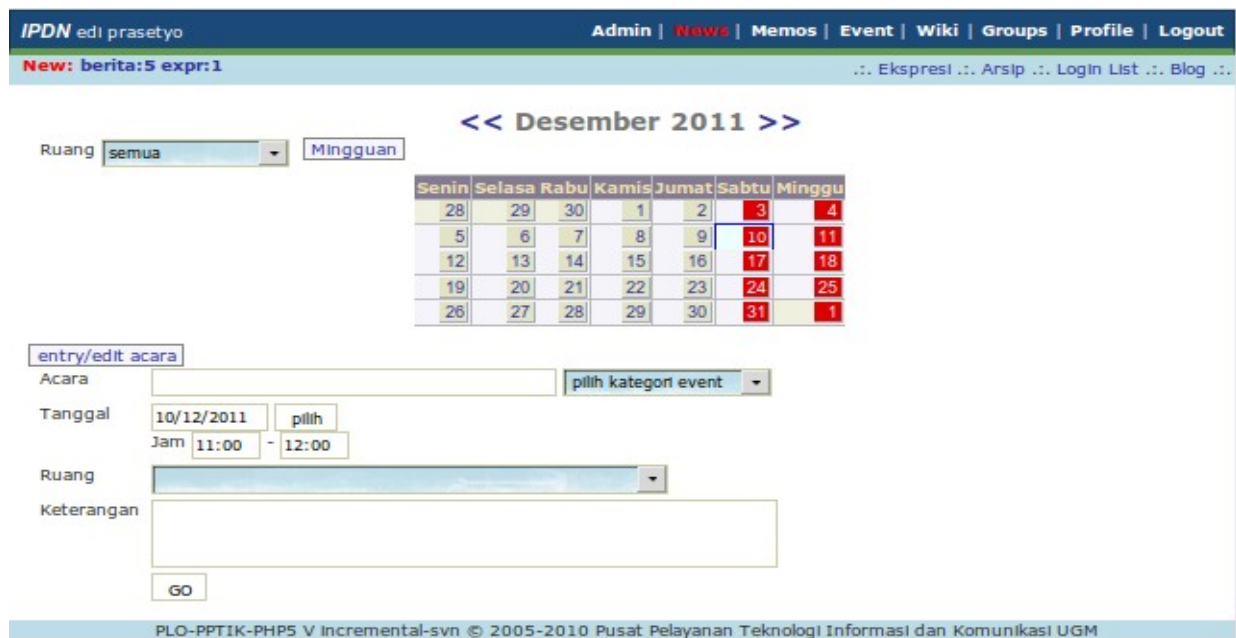 IPDN edi prasetyo Admin | News | Memos | Event | Wiki | Groups | Profile | Logout
New: berita:5 expr:1 .:. Ekspresi .:. Arsip .:. Login List .:. Blog .:.
<< Desember 2011 >>
Ruang semua Mingguan
Senin Selasa Rabu Kamis Jumat Sabtu Minggu
28 29 30 1 2 3 4
5 6 7 8 9 10 11
12 13 14 15 16 17 18
19 20 21 22 23 24 25
26 27 28 29 30 31 1
entry/edit acara
Acara pilih kategori event
Tanggal 10/12/2011 pilih
Jam 11:00 - 12:00
Ruang
Keterangan
GO
PLO-PPTIK-PHP5 V Incremental-svn © 2005-2010 Pusat Pelayanan Teknologi Informasi dan Komunikasi UGM